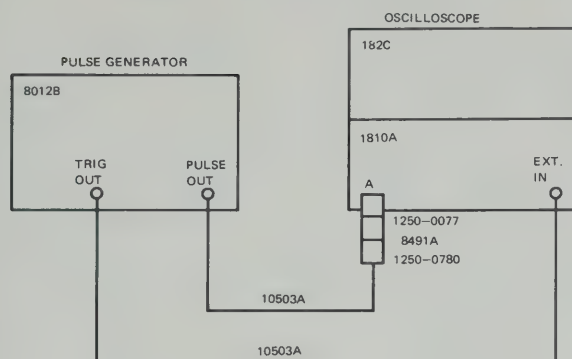 OSCILLOSCOPE
182C
PULSE GENERATOR
8012B
1810A
TRIG
OUT
PULSE
OUT
EXT.
IN
A
1250-0077
8491A
1250-0780
10503A
10503A